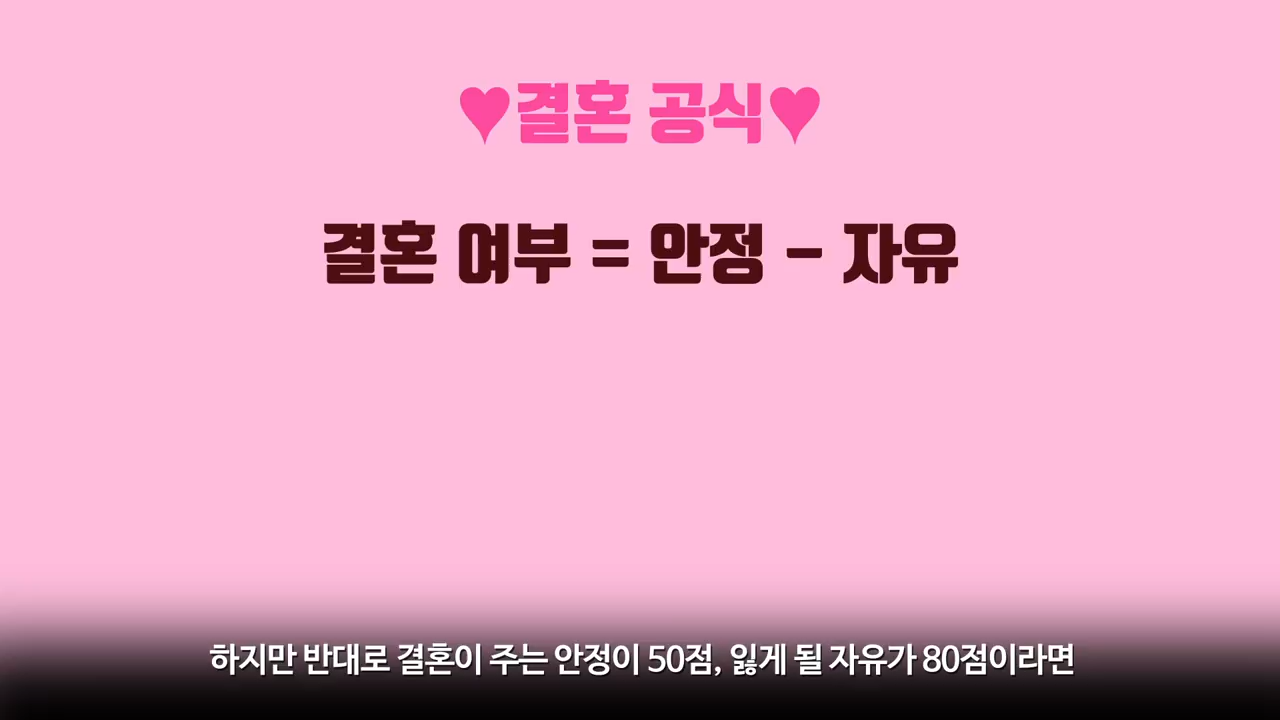 ♥결혼 공식♥
결혼 여부 = 안정 - 자유
하지만 반대로 결혼이 주는 안정이 50점, 잃게 될 자유가 80점이라면